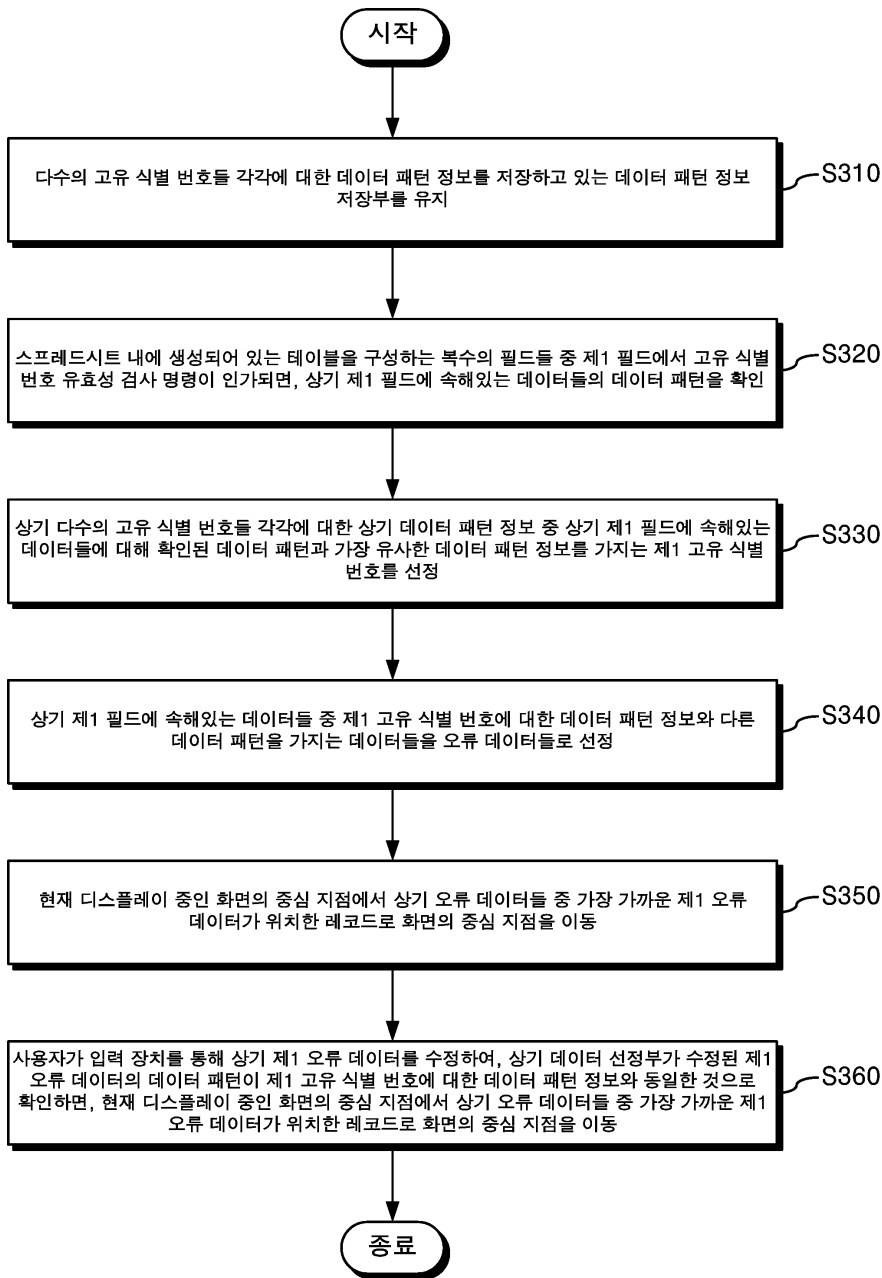 시작
다수의 고유 식별 번호들 각각에 대한 데이터 패턴 정보를 저장하고 있는 데이터 패턴 정보
저장부를 유지
S310
스프레드시트 내에 생성되어 있는 테이블을 구성하는 복수의 필드들 중 제1 필드에서 고유 식별
번호 유효성 검사 명령이 인가되면, 상기 제1 필드에 속해있는 데이터들의 데이터 패턴을 확인
S320
상기 다수의 고유 식별 번호들 각각에 대한 상기 데이터 패턴 정보 중 상기 제1 필드에 속해있는
데이터들에 대해 확인된 데이터 패턴과 가장 유사한 데이터 패턴 정보를 가지는 제1 고유 식별
번호를 선정
S330
상기 제1 필드에 속해있는 데이터들 중 제1 고유 식별 번호에 대한 데이터 패턴 정보와 다른
데이터 패턴을 가지는 데이터들을 오류 데이터들로 선정
S340
현재 디스플레이 중인 화면의 중심 지점에서 상기 오류 데이터들 중 가장 가까운 제1 오류
데이터가 위치한 레코드로 화면의 중심 지점을 이동
S350
사용자가 입력 장치를 통해 상기 제1 오류 데이터를 수정하여, 상기 데이터 선정부가 수정된 제1
오류 데이터의 데이터 패턴이 제1 고유 식별 번호에 대한 데이터 패턴 정보와 동일한 것으로
확인하면, 현재 디스플레이 중인 화면의 중심 지점에서 상기 오류 데이터들 중 가장 가까운 제1
오류 데이터가 위치한 레코드로 화면의 중심 지점을 이동
S360
종료